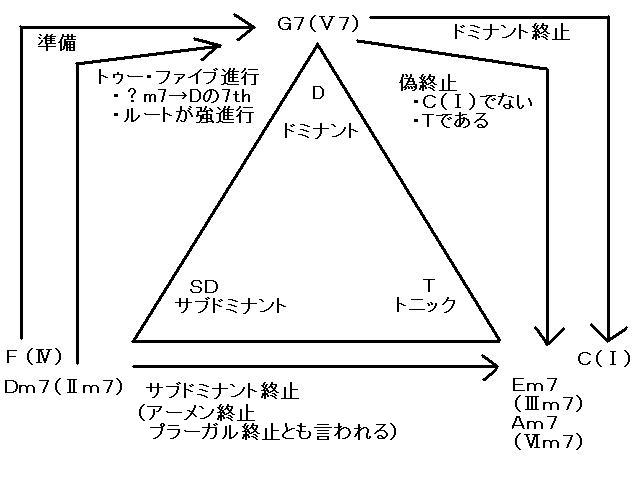 G7(Ⅴ7)
ドミナント終止
準備
トゥー・ファイブ進行
・?m7→Dの7th
・ルートが強進行
偽終止
・C(Ⅰ)でない
・Tである
D
ドミナント
SD
サブドミナント
T
トニック
F(Ⅳ)
Dm7(Ⅱm7)
サブドミナント終止
(アーメン終止
プラーガル終止とも言われる)
C(Ⅰ)
Em7
(Ⅲm7)
Am7
(Ⅵm7)